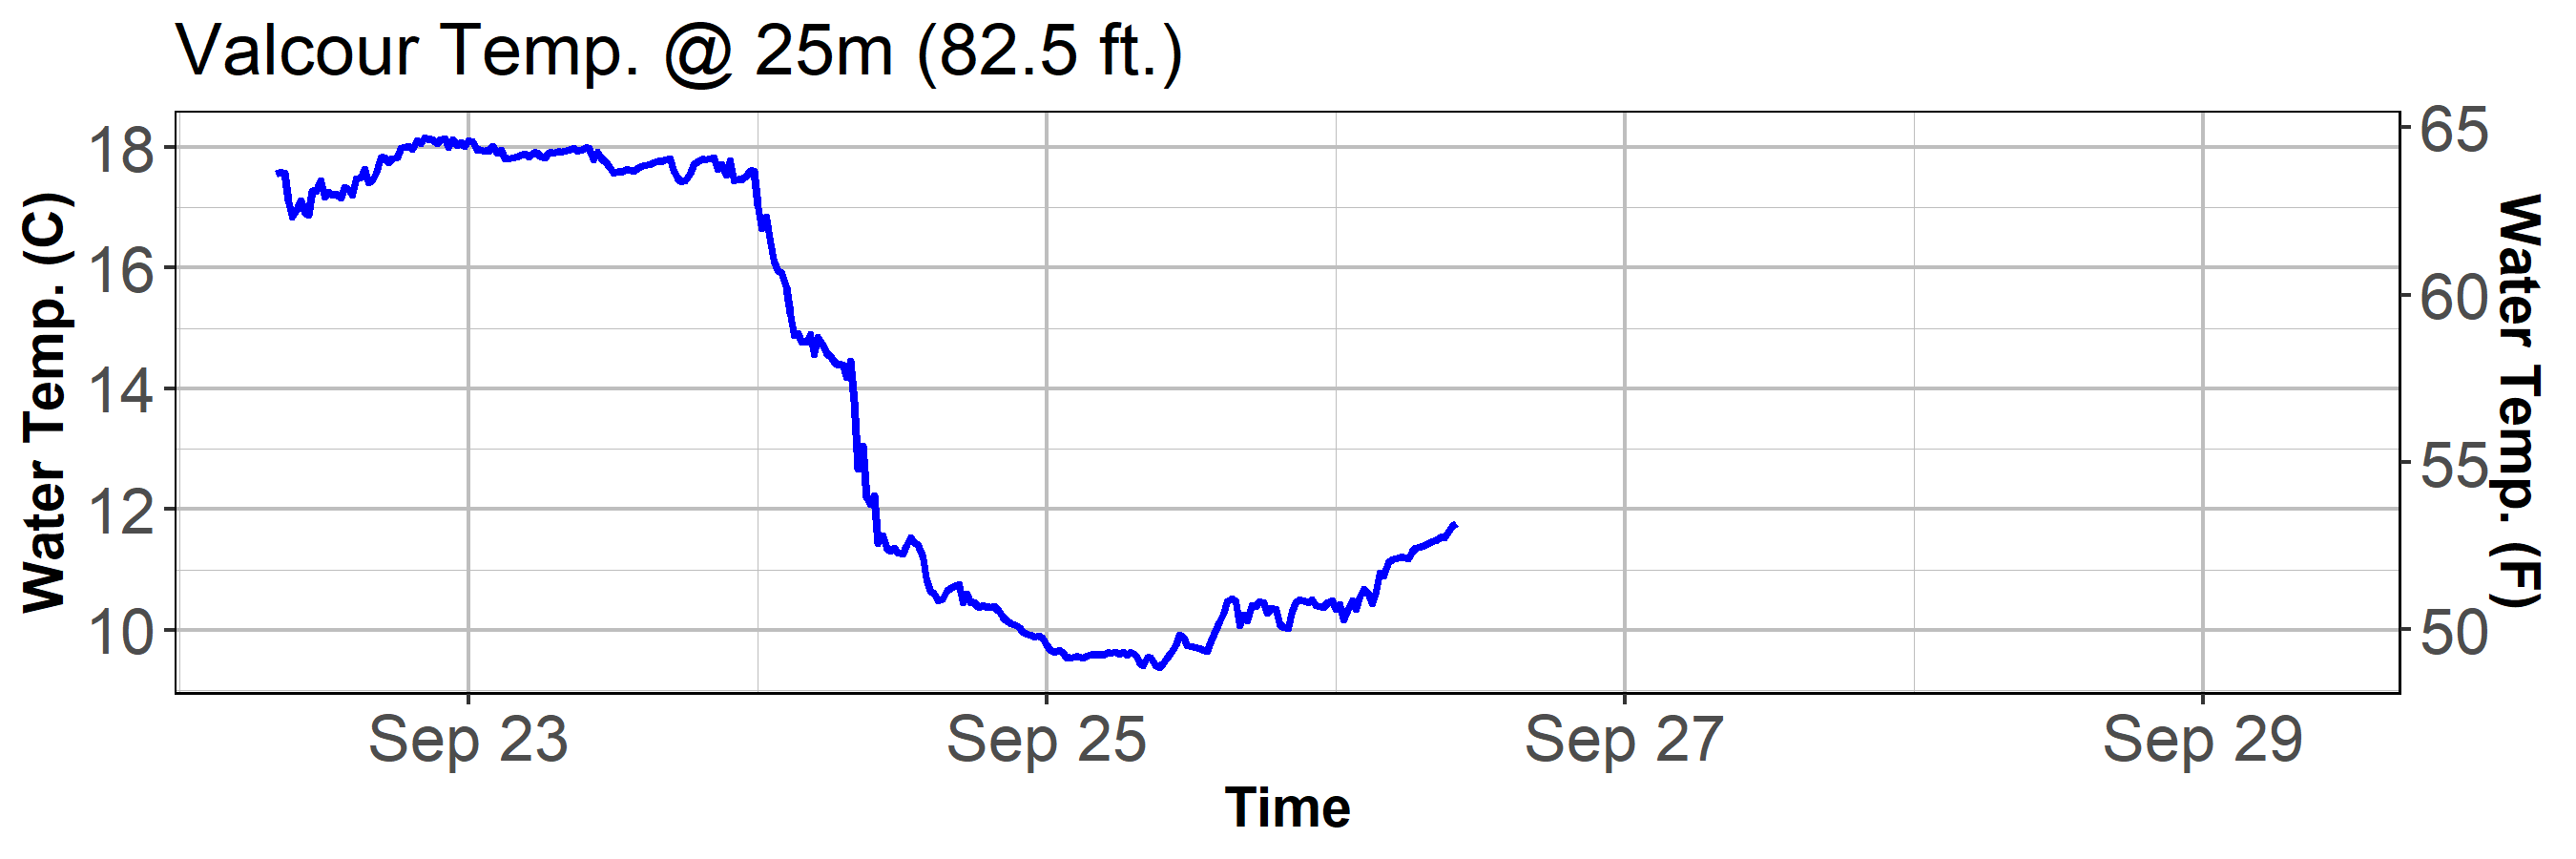 Valcour Temp. @ 25m (82.5 ft.)
Water Temp. (C)
18
16
14
12
10
65
60
55
50
Water Temp. (F)
Sep 23
Sep 25
Sep 27
Sep 29
Time